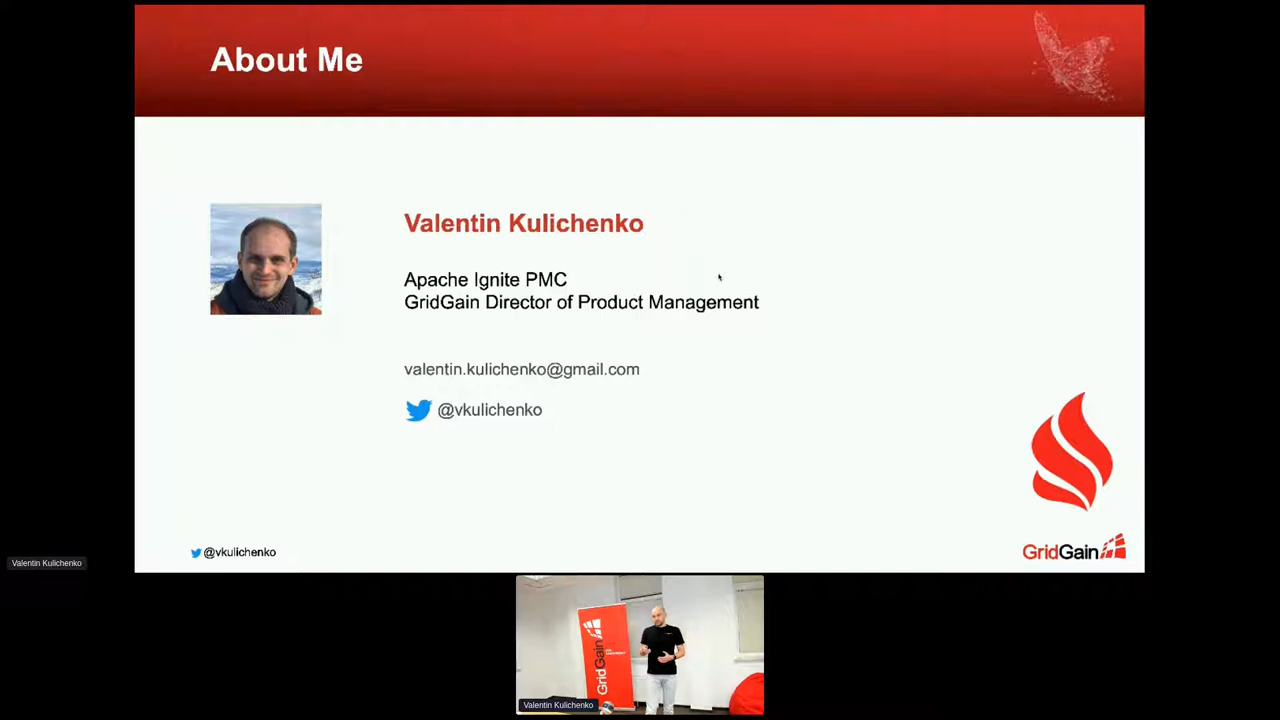 About Me
Valentin Kulichenko
Apache Ignite PMC
GridGain Director of Product Management
valentin.kulichenko@gmail.com
@vkulichenko
@vkulichenko
GridGain
Valentin Kulichenko
GridGain
Valentin Kulichenko